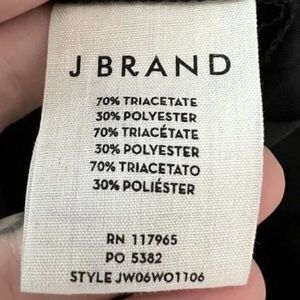 J BRAND
70% TRIACETATE
30% POLYESTER
70% TRIACÉTATE
30% POLYESTER
70% TRIACETATO
30% POLIÉSTER
RN 117965
PO 5382
STYLE JW06WO1106